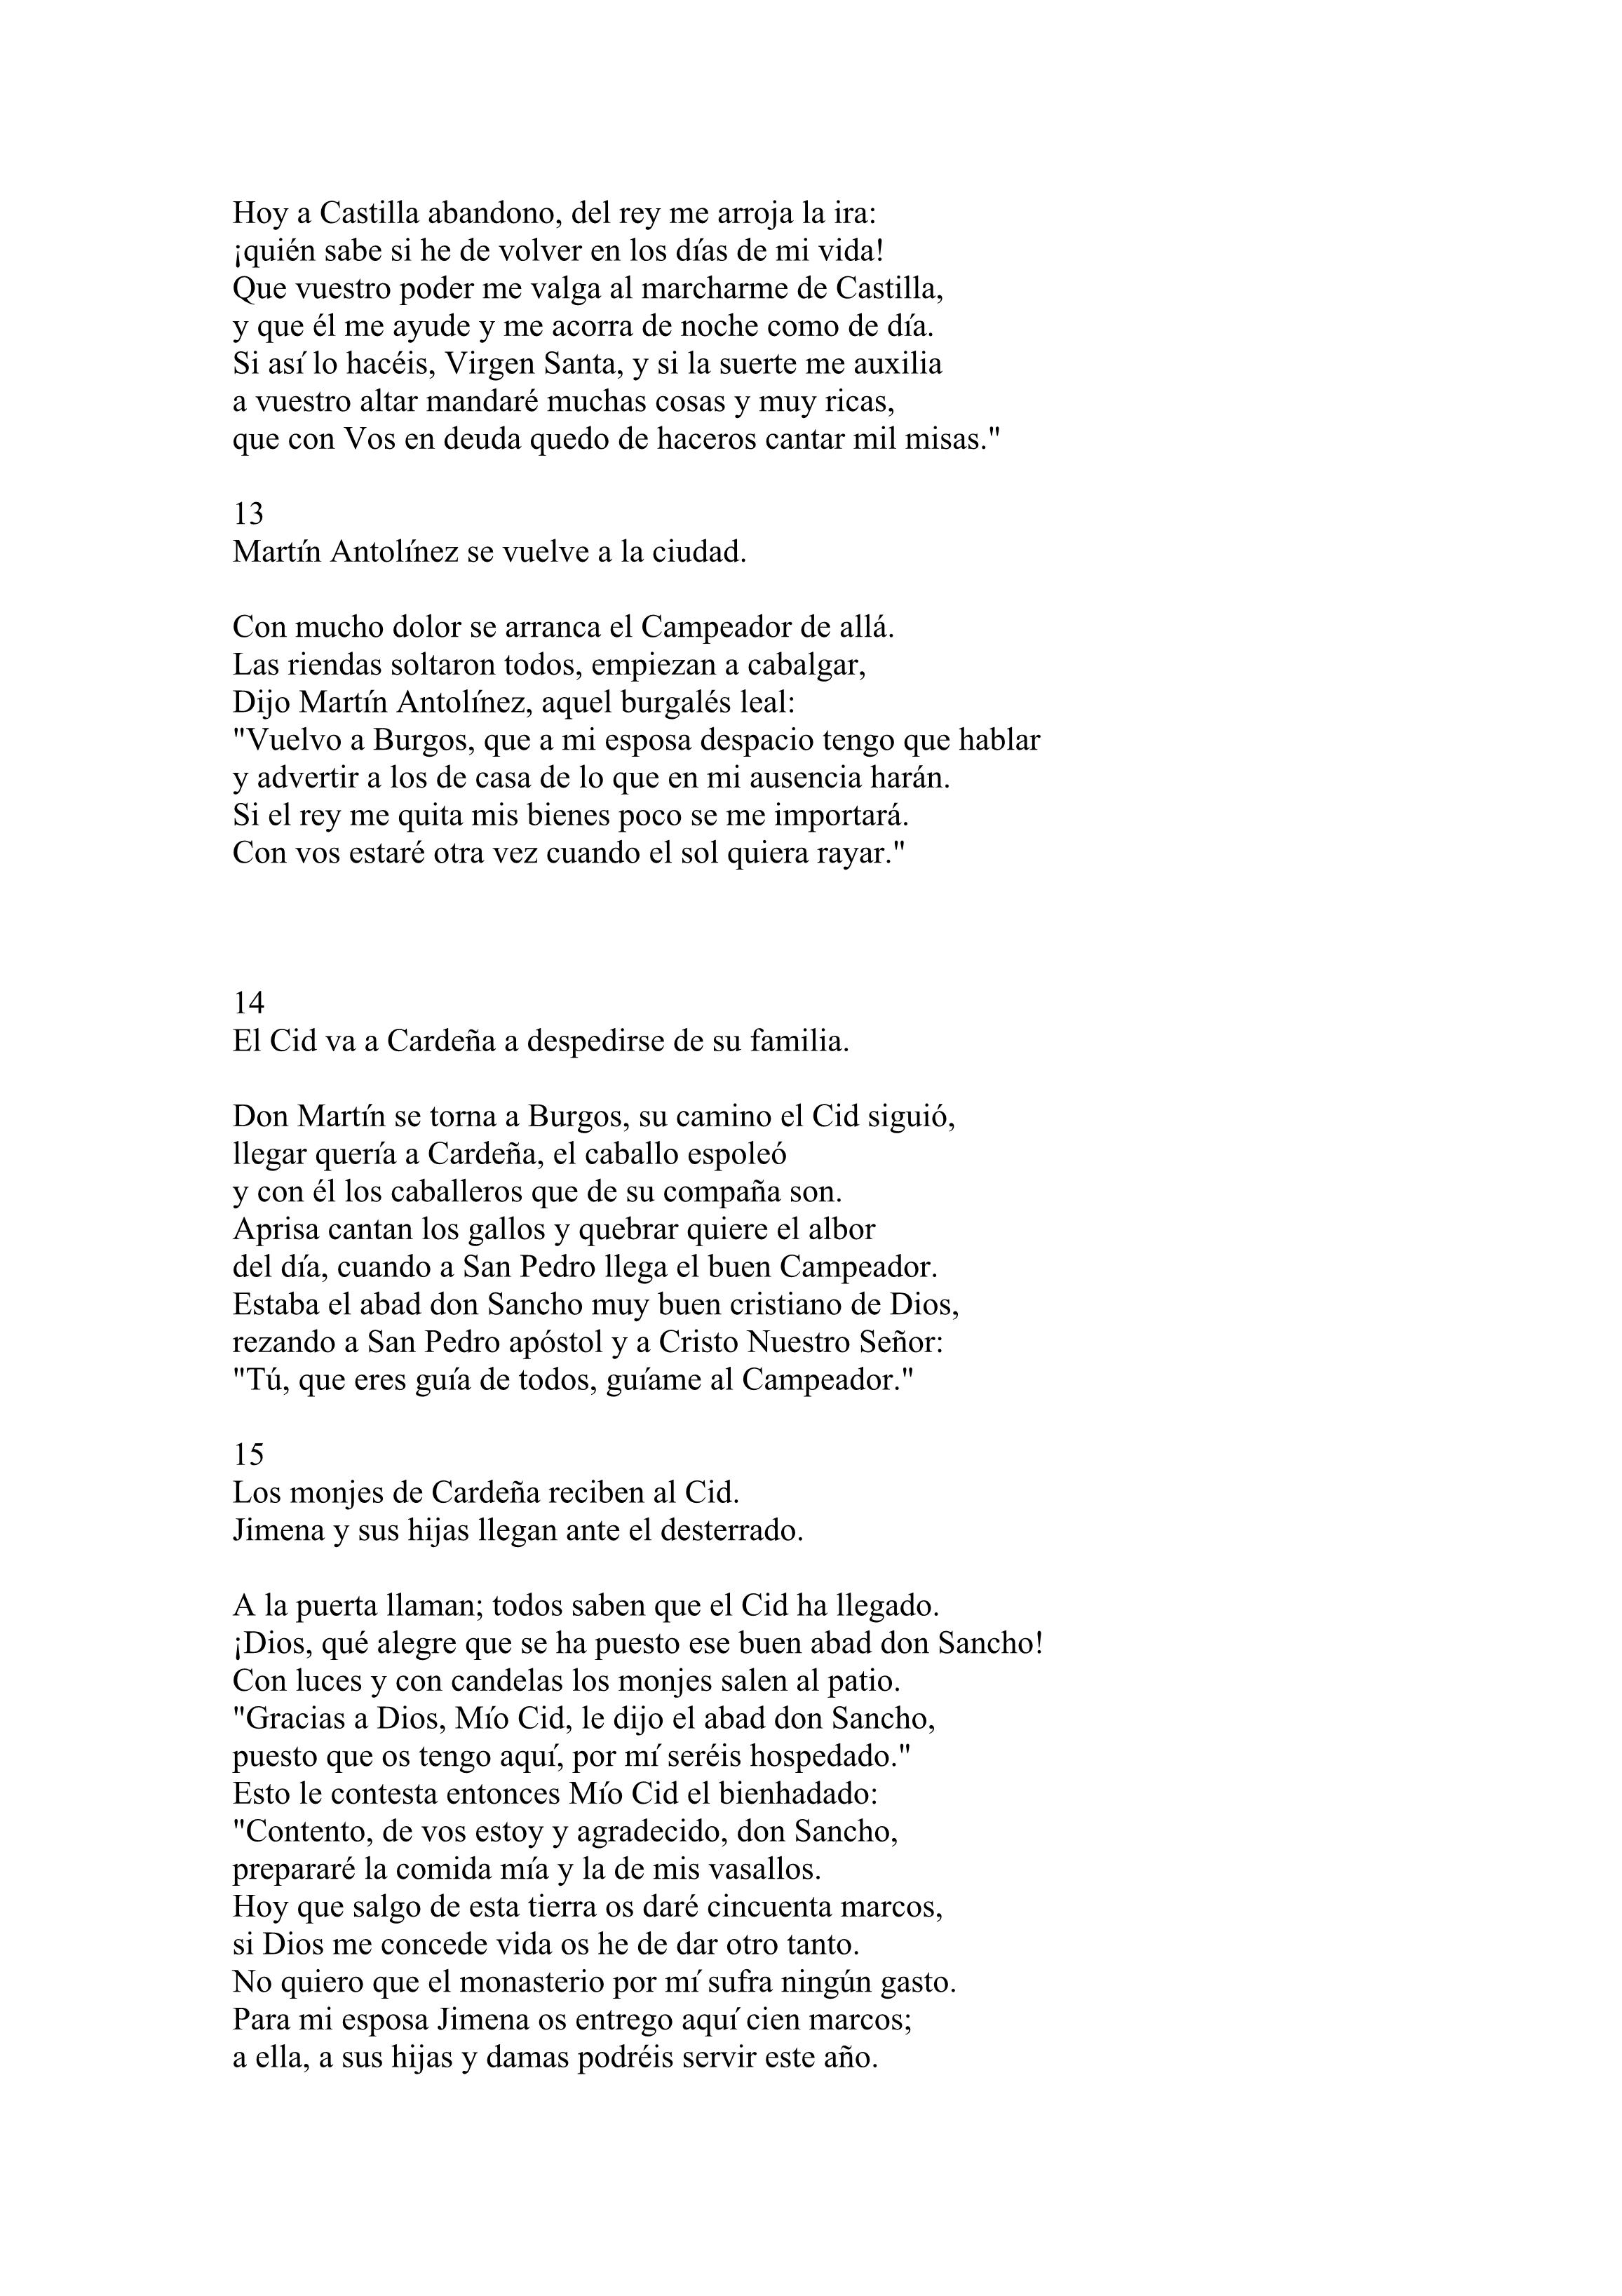 Hoy a Castilla abandono, del rey me arroja la ira:
¡quién sabe si he de volver en los días de mi vida!
Que vuestro poder me valga al marcharme de Castilla,
y que él me ayude y me acorra de noche como de día.
Si así lo hacéis, Virgen Santa, y si la suerte me auxilia
a vuestro altar mandaré muchas cosas y muy ricas,
que con Vos en deuda quedo de haceros cantar mil misas."
13
Martín Antolínez se vuelve a la ciudad.
Con mucho dolor se arranca el Campeador de allá.
Las riendas soltaron todos, empiezan a cabalgar,
Dijo Martín Antolínez, aquel burgalés leal:
"Vuelvo a Burgos, que a mi esposa despacio tengo que hablar
y advertir a los de casa de lo que en mi ausencia harán.
Si el rey me quita mis bienes poco se me importará.
Con vos estaré otra vez cuando el sol quiera rayar."
14
El Cid va a Cardeña a despedirse de su familia.
Don Martín se torna a Burgos, su camino el Cid siguió,
llegar quería a Cardeña, el caballo espoleó
y con él los caballeros que de su compaña son.
Aprisa cantan los gallos y quebrar quiere el albor
del día, cuando a San Pedro llega el buen Campeador.
Estaba el abad don Sancho muy buen cristiano de Dios,
rezando a San Pedro apóstol y a Cristo Nuestro Señor:
"Tú, que eres guía de todos, guíame al Campeador."
15
Los monjes de Cardeña reciben al Cid.
Jimena y sus hijas llegan ante el desterrado.
A la puerta llaman; todos saben que el Cid ha llegado.
¡Dios, qué alegre que se ha puesto ese buen abad don Sancho!
Con luces y con candelas los monjes salen al patio.
"Gracias a Dios, Mío Cid, le dijo el abad don Sancho,
puesto que os tengo aquí, por mí seréis hospedado."
Esto le contesta entonces Mío Cid el bienhadado:
"Contento, de vos estoy y agradecido, don Sancho,
prepararé la comida mía y la de mis vasallos.
Hoy que salgo de esta tierra os daré cincuenta marcos,
si Dios me concede vida os he de dar otro tanto.
No quiero que el monasterio por mí sufra ningún gasto.
Para mi esposa Jimena os entrego aquí cien marcos;
a ella, a sus hijas y damas podréis servir este año.